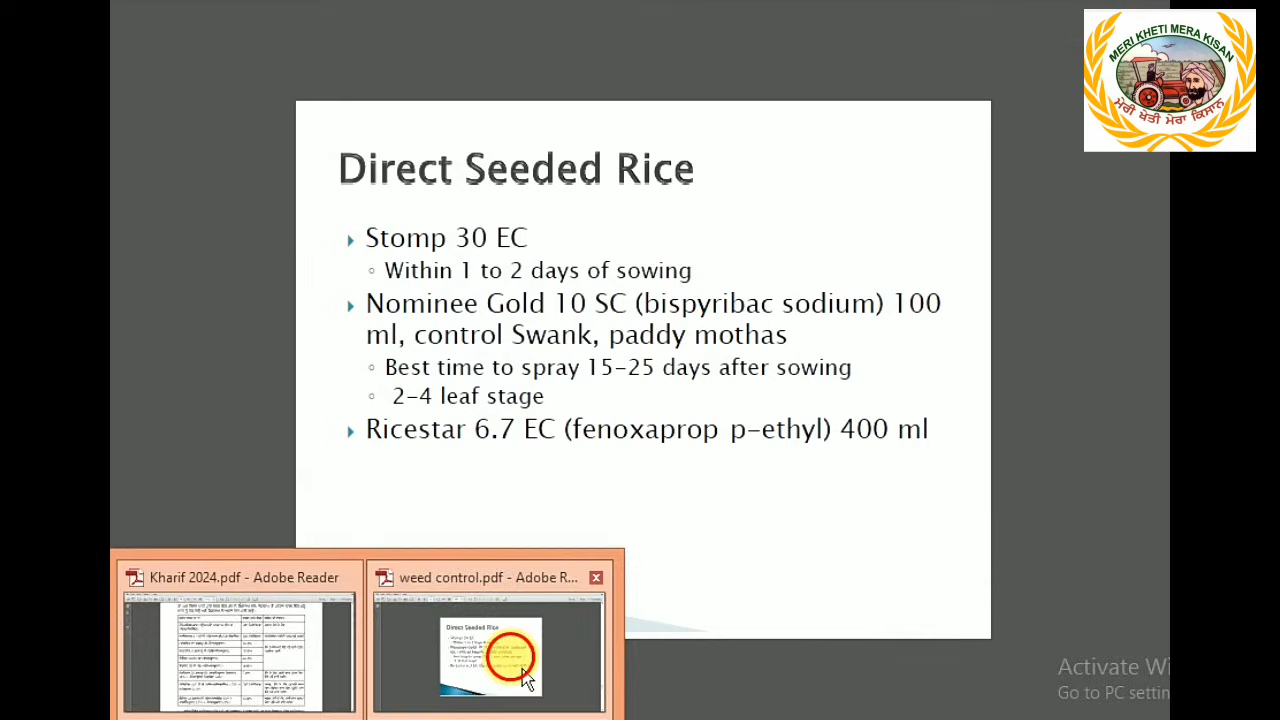 MERI KHETI MERA KISAN
ਮੇਰੀ ਖੇਤੀ ਮੇਰਾ ਕਿਸਾਨ
Direct Seeded Rice
Stomp 30 EC
Within 1 to 2 days of sowing
Nominee Gold 10 SC (bispyribac sodium) 100
ml, control Swank, paddy mothas
Best time to spray 15-25 days after sowing
2-4 leaf stage
Ricestar 6.7 EC (fenoxaprop p-ethyl) 400 ml
Kharif 2024.pdf - Adobe Reader
weed control.pdf - Adobe R...
Direct Seeded Rice
Activate Wi
Go to PC settin